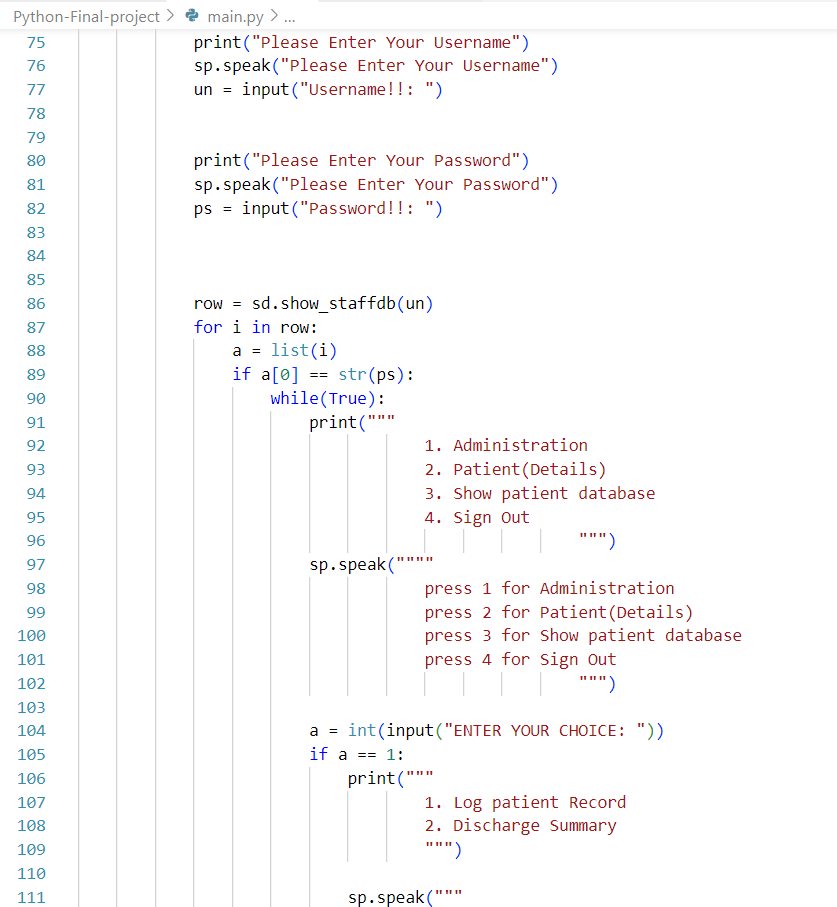 Python-Final-project > main.py > ...
75 print("Please Enter Your Username")
76 sp.speak("Please Enter Your Username")
77 un = input("Username!!: ")
78
79
80 print("Please Enter Your Password")
81 sp.speak("Please Enter Your Password")
82 ps = input("Password!!: ")
83
84
85
86 row = sd.show_staffdb(un)
87 for i in row:
88 a = list(i)
89 if a[0] == str(ps):
90 while(True):
91 print("""
92 1. Administration
93 2. Patient(Details)
94 3. Show patient database
95 4. Sign Out
96 """)
97 sp.speak(""""
98 press 1 for Administration
99 press 2 for Patient(Details)
100 press 3 for Show patient database
101 press 4 for Sign Out
102 """)
103
104 a = int(input("ENTER YOUR CHOICE: "))
105 if a == 1:
106 print("""
107 1. Log patient Record
108 2. Discharge Summary
109 """)
110
111 sp.speak("""